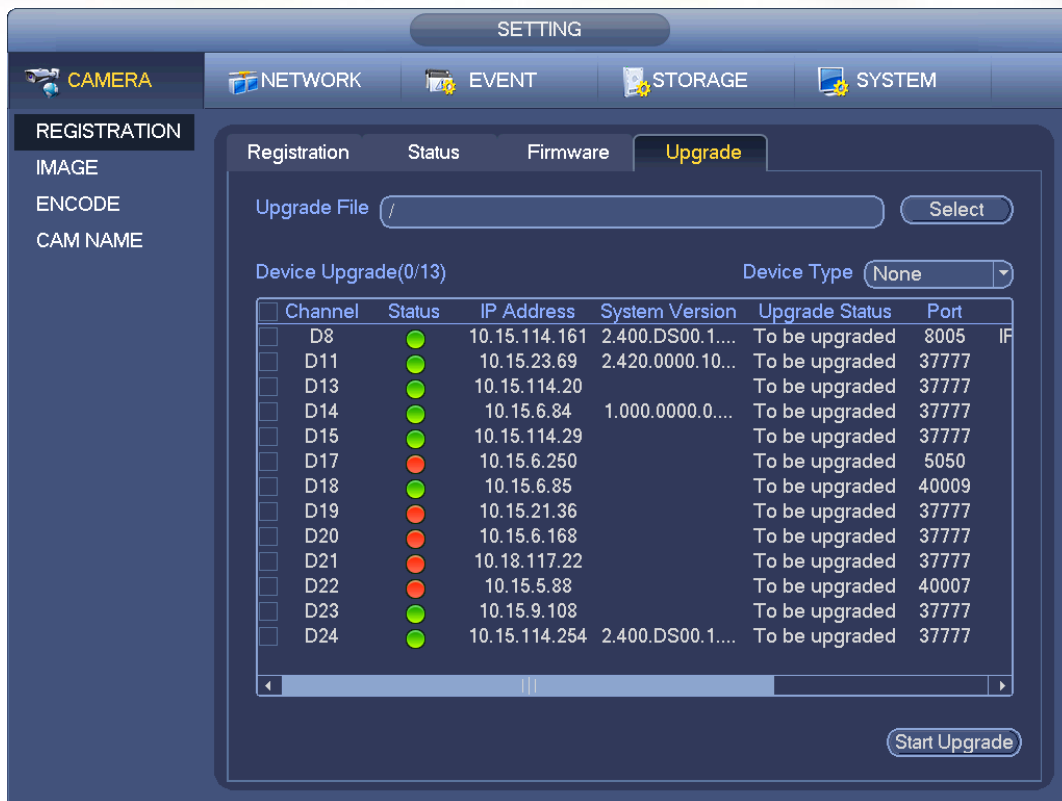 SETTING
CAMERA NETWORK EVENT STORAGE SYSTEM
REGISTRATION
IMAGE
ENCODE
CAM NAME
Registration Status Firmware Upgrade
Upgrade File / Select
Device Upgrade(0/13) Device Type None
Channel Status IP Address System Version Upgrade Status Port
D8 10.15.114.161 2.400.DS00.1.... To be upgraded 8005 IF
D11 10.15.23.69 2.420.0000.10... To be upgraded 37777
D13 10.15.114.20 To be upgraded 37777
D14 10.15.6.84 1.000.0000.0.... To be upgraded 37777
D15 10.15.114.29 To be upgraded 37777
D17 10.15.6.250 To be upgraded 5050
D18 10.15.6.85 To be upgraded 40009
D19 10.15.21.36 To be upgraded 37777
D20 10.15.6.168 To be upgraded 37777
D21 10.18.117.22 To be upgraded 37777
D22 10.15.5.88 To be upgraded 40007
D23 10.15.9.108 To be upgraded 37777
D24 10.15.114.254 2.400.DS00.1.... To be upgraded 37777
Start Upgrade